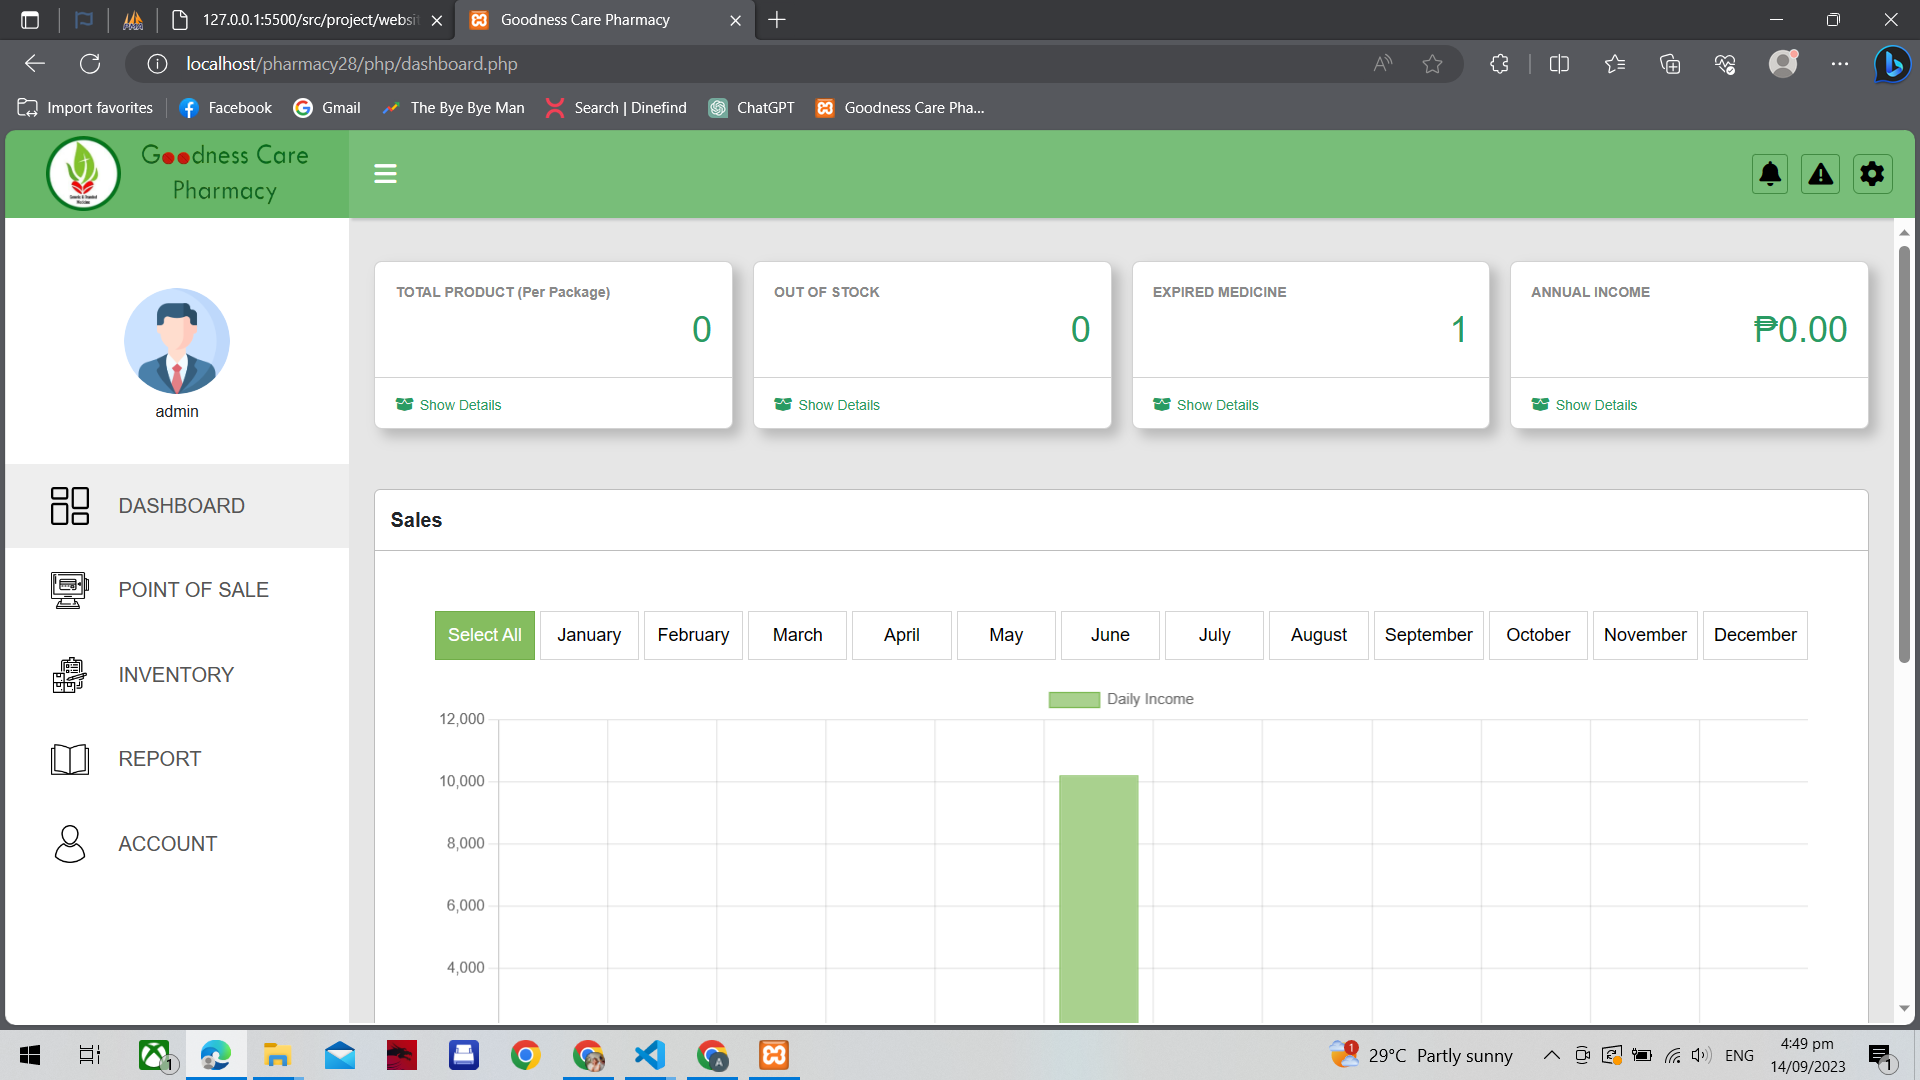 127.0.0.1:5500/src/project/websi
Goodness Care Pharmacy
localhost/pharmacy28/php/dashboard.php
Import favorites
Facebook
Gmail
The Bye Bye Man
Search | Dinefind
ChatGPT
Goodness Care Pha...
Goodness Care
Pharmacy
TOTAL PRODUCT (Per Package)
0
Show Details
OUT OF STOCK
0
Show Details
EXPIRED MEDICINE
1
Show Details
ANNUAL INCOME
₱0.00
Show Details
admin
DASHBOARD
POINT OF SALE
INVENTORY
REPORT
ACCOUNT
Sales
Select All
January
February
March
April
May
June
July
August
September
October
November
December
Daily Income
12,000
10,000
8,000
6,000
4,000
1
1
29°C Partly sunny
ENG
4:49 pm
14/09/2023
1